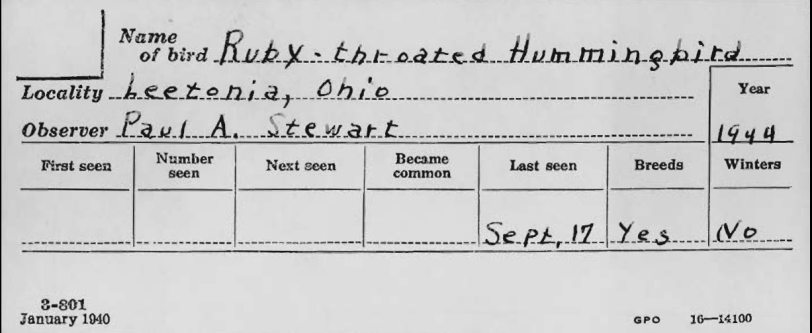 Name
of bird Ruby-throated Hummingbird
Locality Leetonia, Ohio
Year
Observer Paul A. Stewart
1944
First seen Number seen Next seen Became common Last seen Breeds Winters
Sept, 17 Yes No
3-801
January 1940
GPO 16—14100